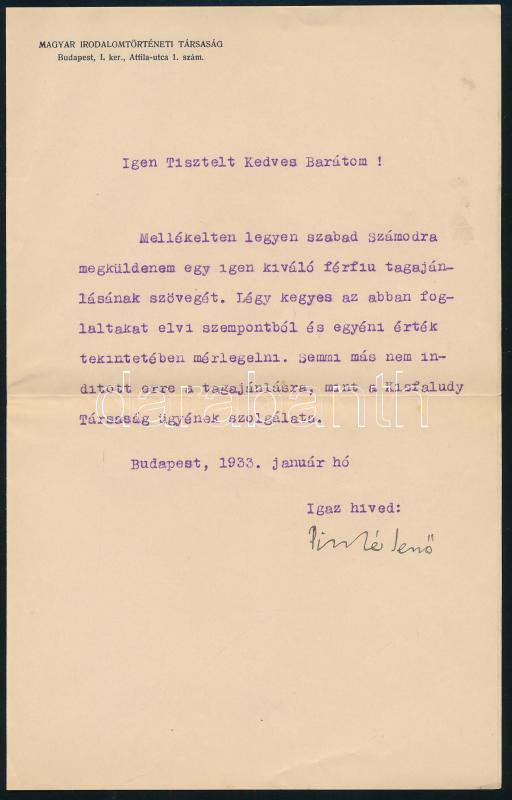 MAGYAR IRODALOMTÖRTÉNETI TÁRSASÁG
Budapest, I. ker., Attila-utca 1. szám.
Igen Tisztelt Kedves Barátom !
Mellékelten legyen szabad Számodra
megküldenem egy igen kiváló férfiu tagaján-
lásának szövegét. Légy kegyes az abban fog-
laltakat elvi szempontból és egyéni érték
tekintetében mérlegelni. Semmi más nem in-
ditott erre a tagajánlásra, mint a Kisfaludy
Társaság ügyének szolgálata.
darabanth
Budapest, 1933. január hó
Igaz hived:
Pintér Jenő